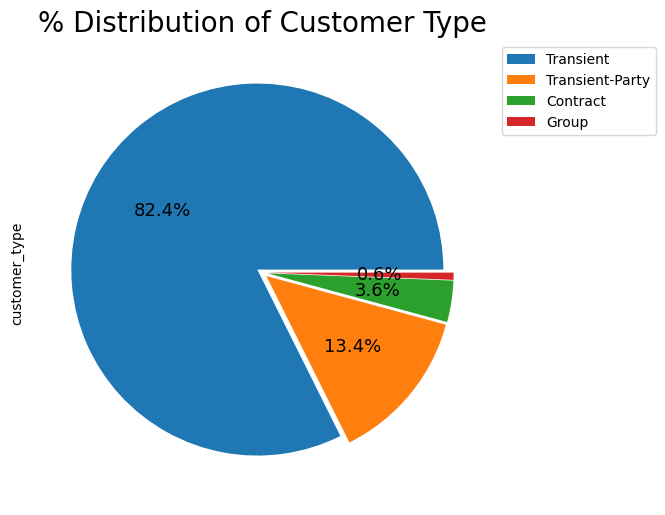 % Distribution of Customer Type
Transient
Transient-Party
Contract
Group
82.4%
0.6%
3.6%
13.4%
customer_type